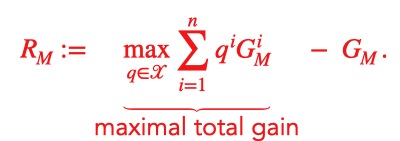 R_M := max_{q∈𝒳} ∑_{i=1}^{n} q^i G_M^i − G_M.
maximal total gain